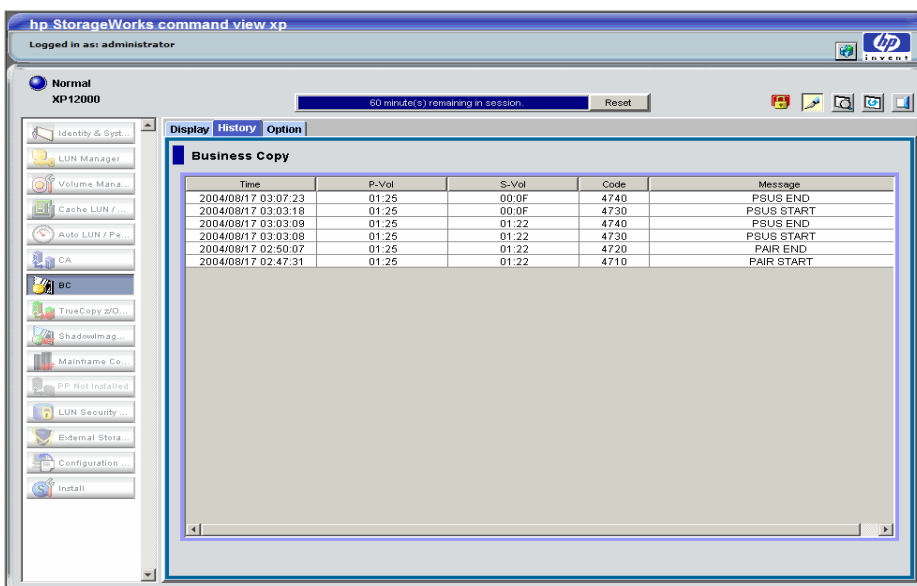 hp StorageWorks command view xp
Logged in as: administrator
hp
invent
Normal
XP12000
60 minute(s) remaining in session.
Reset
Identity & Syst...
LUN Manager
Volume Mana...
Cache LUN / ...
Auto LUN / Pe...
CA
BC
TrueCopy z/O...
ShadowImag...
Mainframe Co...
PP Not Installed
LUN Security ...
External Stora...
Configuration ...
Install
Display History Option
Business Copy
Time P-Vol S-Vol Code Message
2004/08/17 03:07:23 01:25 00:0F 4740 PSUS END
2004/08/17 03:03:18 01:25 00:0F 4730 PSUS START
2004/08/17 03:03:09 01:25 01:22 4740 PSUS END
2004/08/17 03:03:08 01:25 01:22 4730 PSUS START
2004/08/17 02:50:07 01:25 01:22 4720 PAIR END
2004/08/17 02:47:31 01:25 01:22 4710 PAIR START